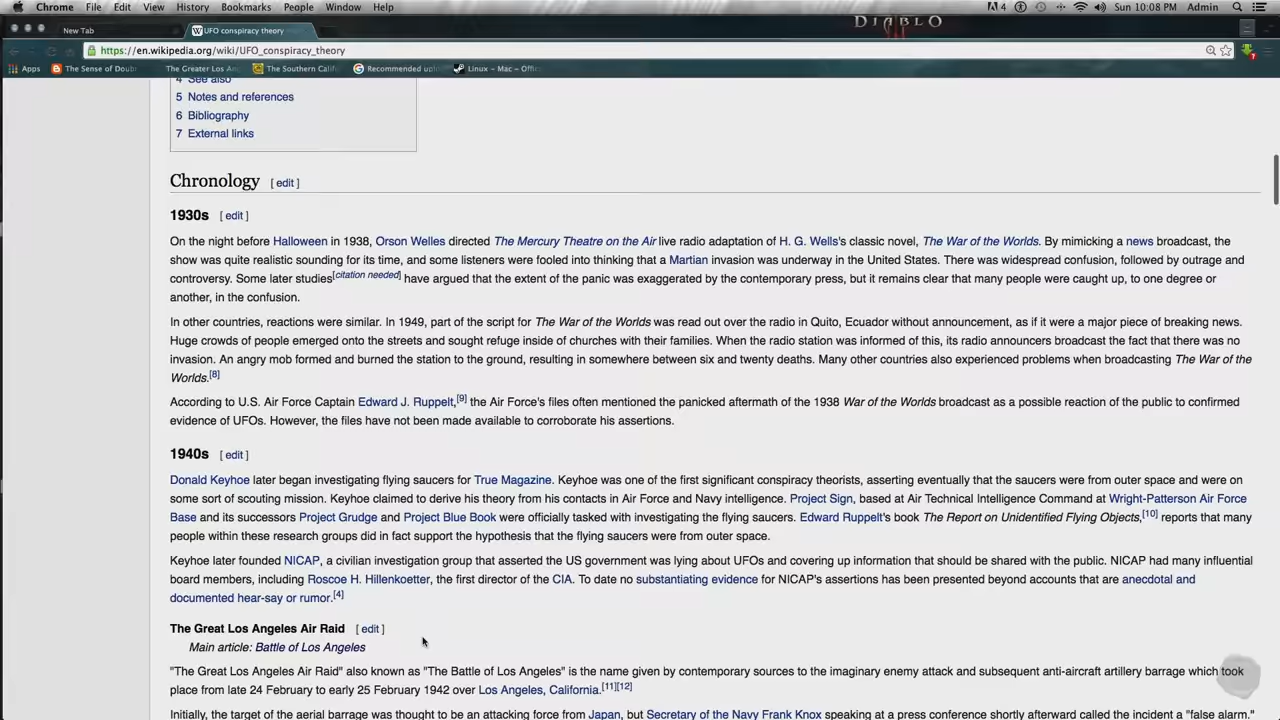 Chrome File Edit View History Bookmarks People Window Help 4 Sun 10:08 PM Admin
DIABLO
New Tab UFO conspiracy theory
https://en.wikipedia.org/wiki/UFO_conspiracy_theory
Apps The Sense of Doub The Greater Los An The Southern Calif Recommended Linux – Mac – Offic
4 See also
5 Notes and references
6 Bibliography
7 External links
Chronology [ edit ]
1930s [ edit ]
On the night before Halloween in 1938, Orson Welles directed The Mercury Theatre on the Air live radio adaptation of H. G. Wells's classic novel, The War of the Worlds. By mimicking a news broadcast, the
show was quite realistic sounding for its time, and some listeners were fooled into thinking that a Martian invasion was underway in the United States. There was widespread confusion, followed by outrage and
controversy. Some later studies[citation needed] have argued that the extent of the panic was exaggerated by the contemporary press, but it remains clear that many people were caught up, to one degree or
another, in the confusion.
In other countries, reactions were similar. In 1949, part of the script for The War of the Worlds was read out over the radio in Quito, Ecuador without announcement, as if it were a major piece of breaking news.
Huge crowds of people emerged onto the streets and sought refuge inside of churches with their families. When the radio station was informed of this, its radio announcers broadcast the fact that there was no
invasion. An angry mob formed and burned the station to the ground, resulting in somewhere between six and twenty deaths. Many other countries also experienced problems when broadcasting The War of the
Worlds.[8]
According to U.S. Air Force Captain Edward J. Ruppelt,[9] the Air Force's files often mentioned the panicked aftermath of the 1938 War of the Worlds broadcast as a possible reaction of the public to confirmed
evidence of UFOs. However, the files have not been made available to corroborate his assertions.
1940s [ edit ]
Donald Keyhoe later began investigating flying saucers for True Magazine. Keyhoe was one of the first significant conspiracy theorists, asserting eventually that the saucers were from outer space and were on
some sort of scouting mission. Keyhoe claimed to derive his theory from his contacts in Air Force and Navy intelligence. Project Sign, based at Air Technical Intelligence Command at Wright-Patterson Air Force
Base and its successors Project Grudge and Project Blue Book were officially tasked with investigating the flying saucers. Edward Ruppelt's book The Report on Unidentified Flying Objects,[10] reports that many
people within these research groups did in fact support the hypothesis that the flying saucers were from outer space.
Keyhoe later founded NICAP, a civilian investigation group that asserted the US government was lying about UFOs and covering up information that should be shared with the public. NICAP had many influential
board members, including Roscoe H. Hillenkoetter, the first director of the CIA. To date no substantiating evidence for NICAP's assertions has been presented beyond accounts that are anecdotal and
documented hear-say or rumor.[4]
The Great Los Angeles Air Raid [ edit ]
Main article: Battle of Los Angeles
"The Great Los Angeles Air Raid" also known as "The Battle of Los Angeles" is the name given by contemporary sources to the imaginary enemy attack and subsequent anti-aircraft artillery barrage which took
place from late 24 February to early 25 February 1942 over Los Angeles, California.[11][12]
Initially, the target of the aerial barrage was thought to be an attacking force from Japan, but Secretary of the Navy Frank Knox speaking at a press conference shortly afterward called the incident a "false alarm."